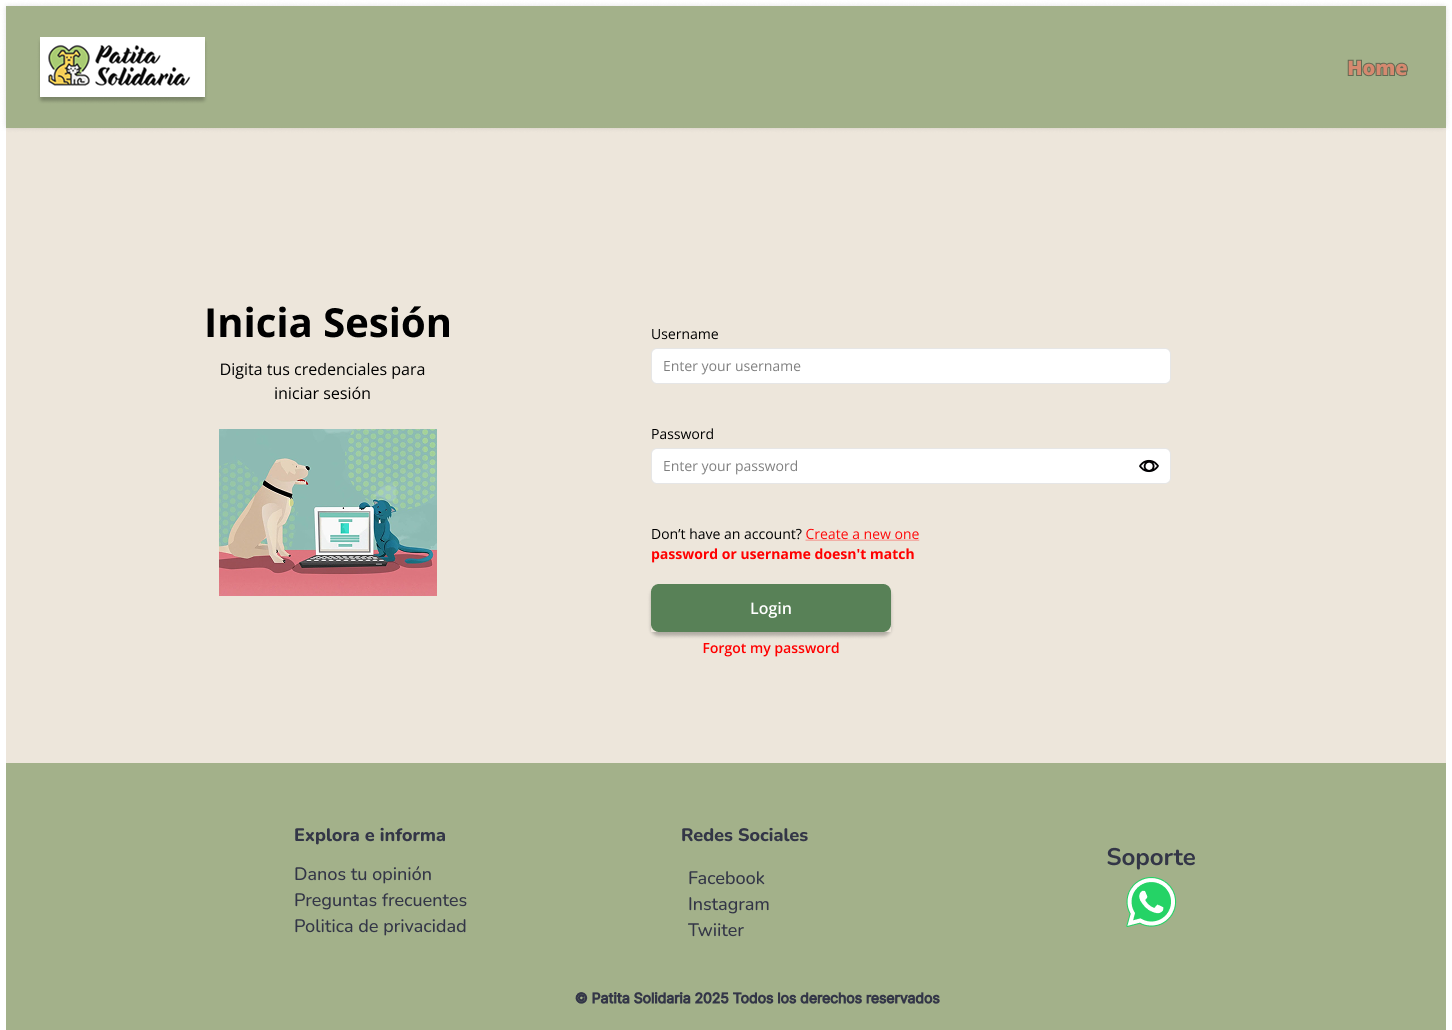 Patita
Solidaria
Home
Inicia Sesión
Digita tus credenciales para
iniciar sesión
Username
Enter your username
Password
Enter your password
Don't have an account? Create a new one
password or username doesn't match
Login
Forgot my password
Explora e informa
Danos tu opinión
Preguntas frecuentes
Politica de privacidad
Redes Sociales
Facebook
Instagram
Twiiter
Soporte
© Patita Solidaria 2025 Todos los derechos reservados